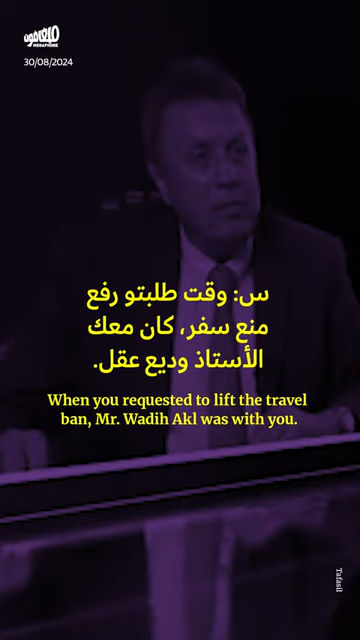 ميغافون
MEGAPHONE
30/08/2024
س: وقت طلبتو رفع
منع سفر، كان معك
الأستاذ وديع عقل.
When you requested to lift the travel
ban, Mr. Wadih Akl was with you.
Tafasil